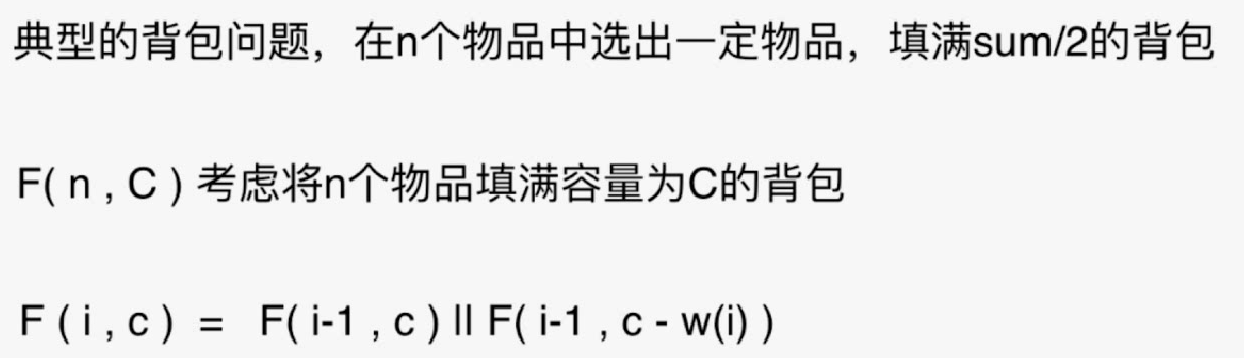 典型的背包问题，在n个物品中选出一定物品，填满sum/2的背包
F( n , C ) 考虑将n个物品填满容量为C的背包
F ( i , c ) = F( i-1 , c ) || F( i-1 , c - w(i) )